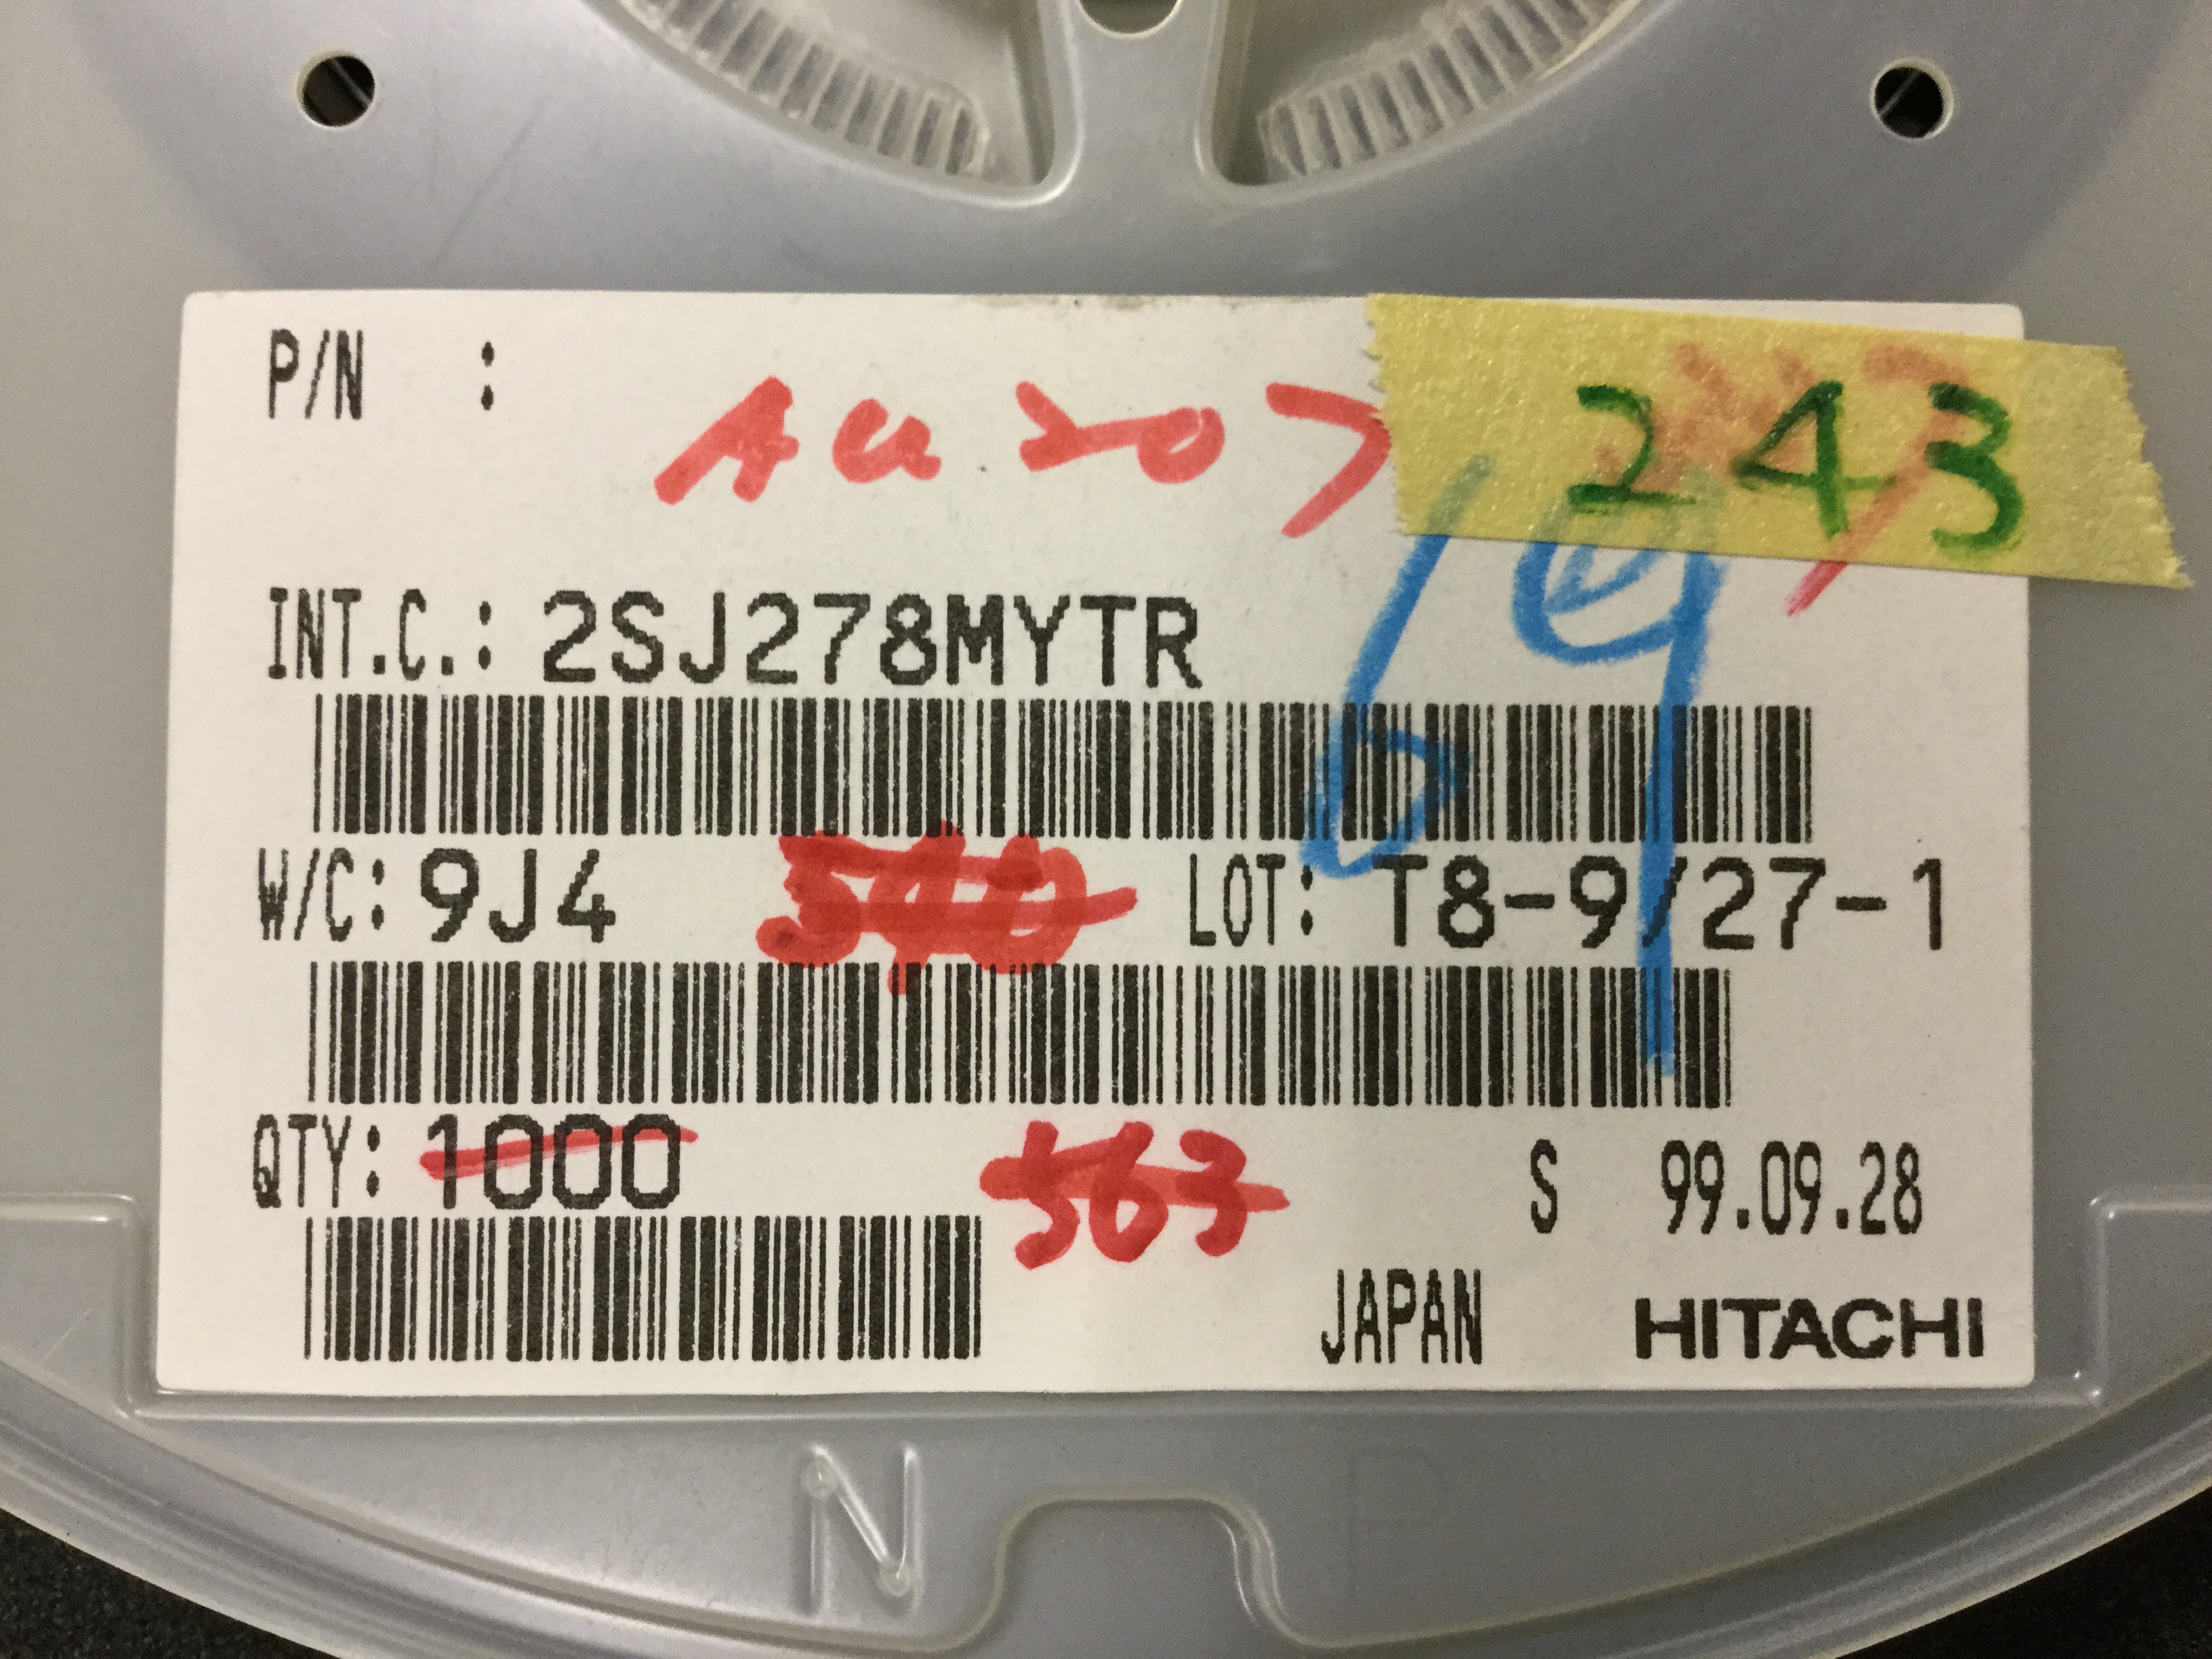 P/N :
AU207
243
69
INT.C.: 2SJ278MYTR
W/C: 9J4 LOT: T8-9/27-1
QTY: 1000 563
S 99.09.28
JAPAN HITACHI
N